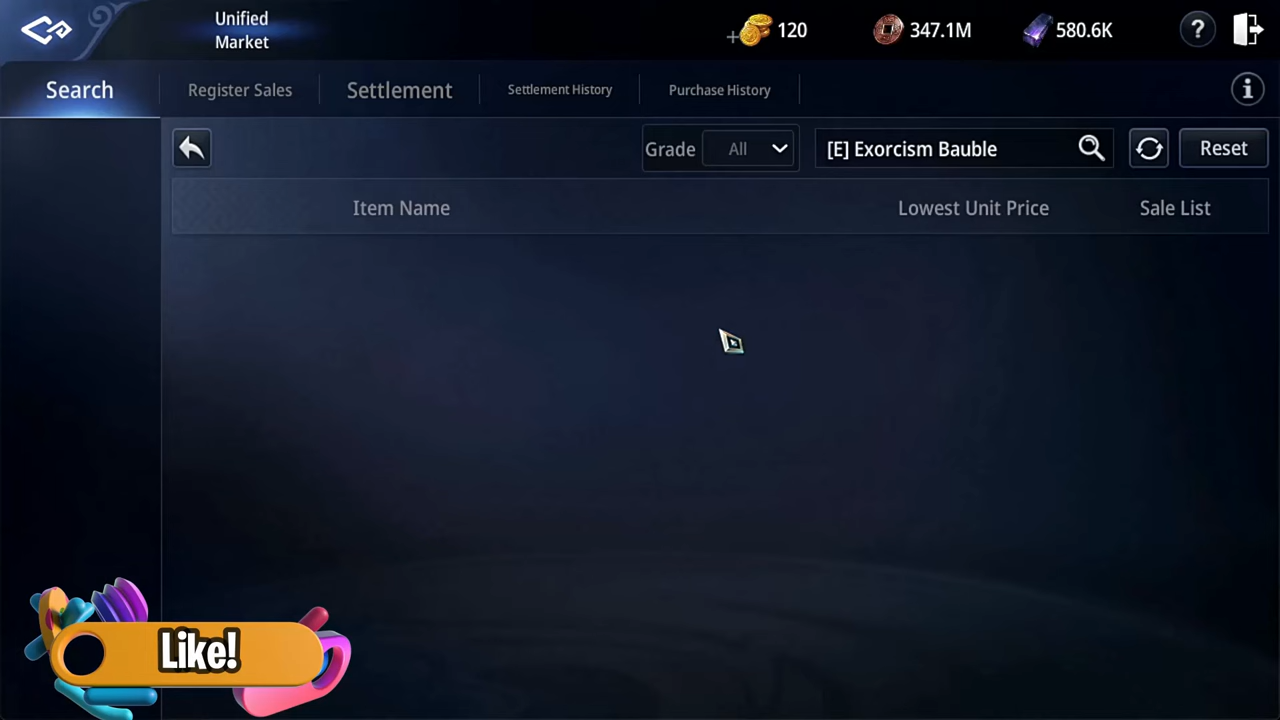 Unified
Market
120
347.1M
580.6K
?
Search
Register Sales
Settlement
Settlement History
Purchase History
Grade
All
[E] Exorcism Bauble
Reset
Item Name
Lowest Unit Price
Sale List
Like!